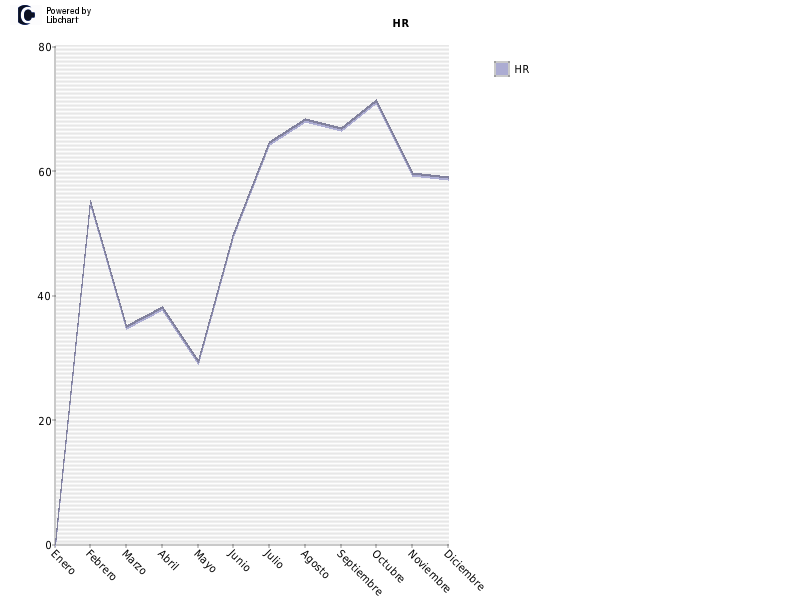 Powered by
Libchart
HR
HR
80
60
40
20
0
Enero
Febrero
Marzo
Abril
Mayo
Junio
Julio
Agosto
Septiembre
Octubre
Noviembre
Diciembre